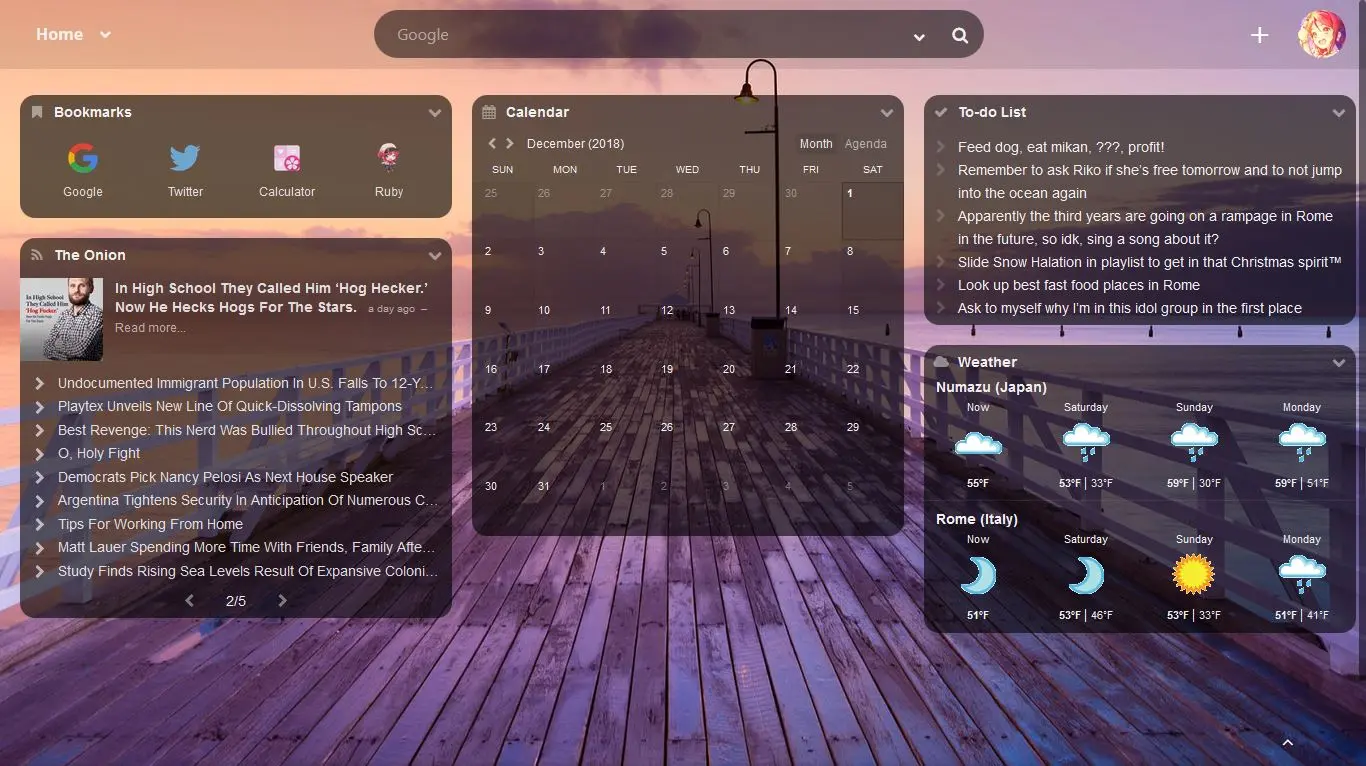 Home
Google
Bookmarks
Google
Twitter
Calculator
Ruby
The Onion
In High School They Called Him ‘Hog Hecker.’
Now He Hecks Hogs For The Stars. a day ago –
Read more...
In High School
They Called Him
Undocumented Immigrant Population In U.S. Falls To 12-Y…
Playtex Unveils New Line Of Quick-Dissolving Tampons
Best Revenge: This Nerd Was Bullied Throughout High Sc…
O, Holy Fight
Democrats Pick Nancy Pelosi As Next House Speaker
Argentina Tightens Security In Anticipation Of Numerous C…
Tips For Working From Home
Matt Lauer Spending More Time With Friends, Family Afte…
Study Finds Rising Sea Levels Result Of Expansive Coloni…
2/5
Calendar
December (2018)
Month Agenda
SUN MON TUE WED THU FRI SAT
25 26 27 28 29 30 1
2 3 4 5 6 7 8
9 10 11 12 13 14 15
16 17 18 19 20 21 22
23 24 25 26 27 28 29
30 31 1 2 3 4 5
To-do List
Feed dog, eat mikan, ???, profit!
Remember to ask Riko if she’s free tomorrow and to not jump
into the ocean again
Apparently the third years are going on a rampage in Rome
in the future, so idk, sing a song about it?
Slide Snow Halation in playlist to get in that Christmas spirit™
Look up best fast food places in Rome
Ask to myself why I’m in this idol group in the first place
Weather
Numazu (Japan)
Now Saturday Sunday Monday
55°F 53°F | 33°F 59°F | 30°F 59°F | 51°F
Rome (Italy)
Now Saturday Sunday Monday
51°F 53°F | 46°F 53°F | 33°F 51°F | 41°F